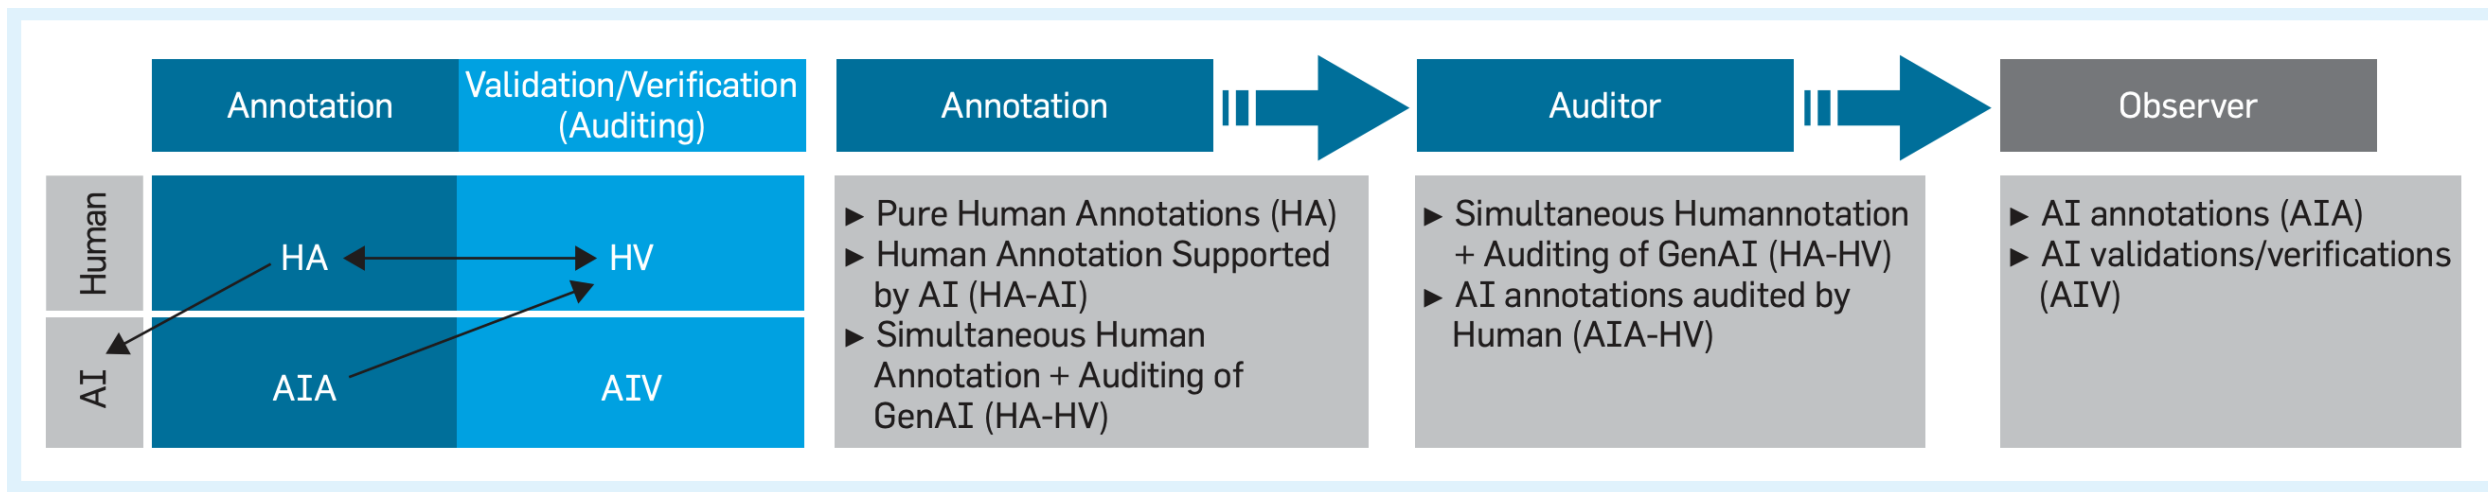 Annotation
Validation/Verification
(Auditing)
Human
HA
HV
AI
AIA
AIV
Annotation
► Pure Human Annotations (HA)
► Human Annotation Supported
by AI (HA-AI)
► Simultaneous Human
Annotation + Auditing of
GenAI (HA-HV)
Auditor
► Simultaneous Humannotation
+ Auditing of GenAI (HA-HV)
► AI annotations audited by
Human (AIA-HV)
Observer
► AI annotations (AIA)
► AI validations/verifications
(AIV)